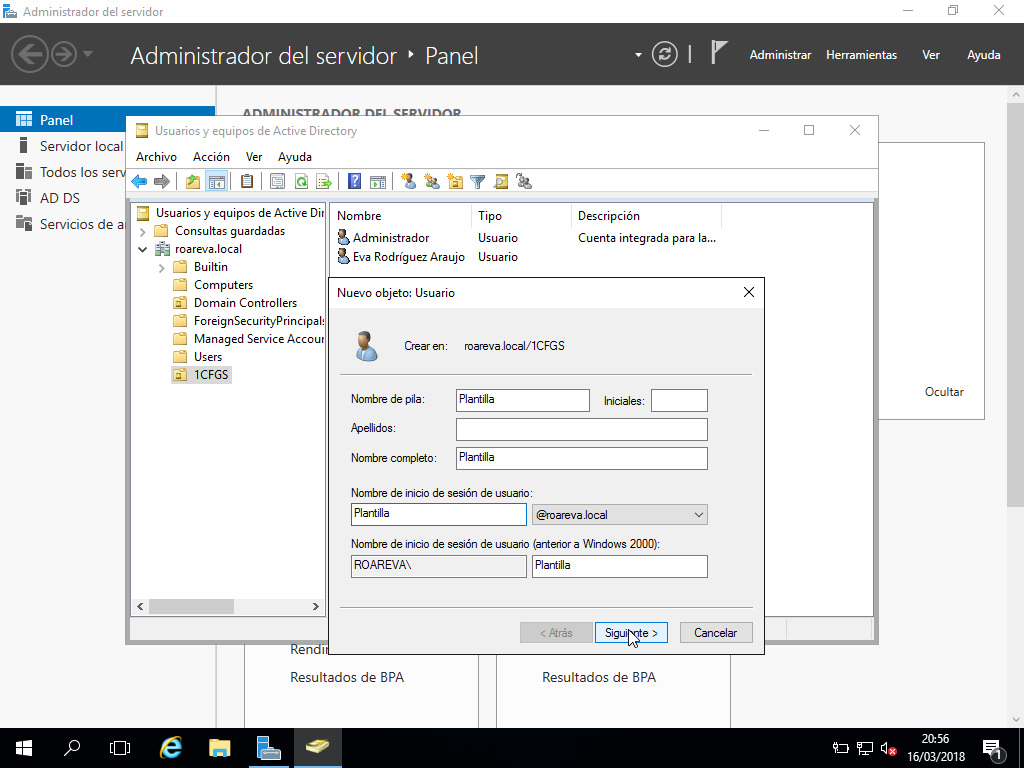 Administrador del servidor
Administrador del servidor ‣ Panel
Administrar Herramientas Ver Ayuda
ADMINISTRADOR DEL SERVIDOR
Panel
Servidor local
Todos los serv
AD DS
Servicios de a
Usuarios y equipos de Active Directory
Archivo Acción Ver Ayuda
Usuarios y equipos de Active Dir
Consultas guardadas
roareva.local
Builtin
Computers
Domain Controllers
ForeignSecurityPrincipals
Managed Service Accour
Users
1CFGS
Nombre Tipo Descripción
Administrador Usuario Cuenta integrada para la...
Eva Rodríguez Araujo Usuario
Nuevo objeto: Usuario
Crear en: roareva.local/1CFGS
Nombre de pila: Plantilla Iniciales:
Apellidos:
Nombre completo: Plantilla
Nombre de inicio de sesión de usuario:
Plantilla @roareva.local
Nombre de inicio de sesión de usuario (anterior a Windows 2000):
ROAREVA\ Plantilla
< Atrás Siguiente > Cancelar
Ocultar
Rendir
Resultados de BPA Resultados de BPA
20:56
16/03/2018
1